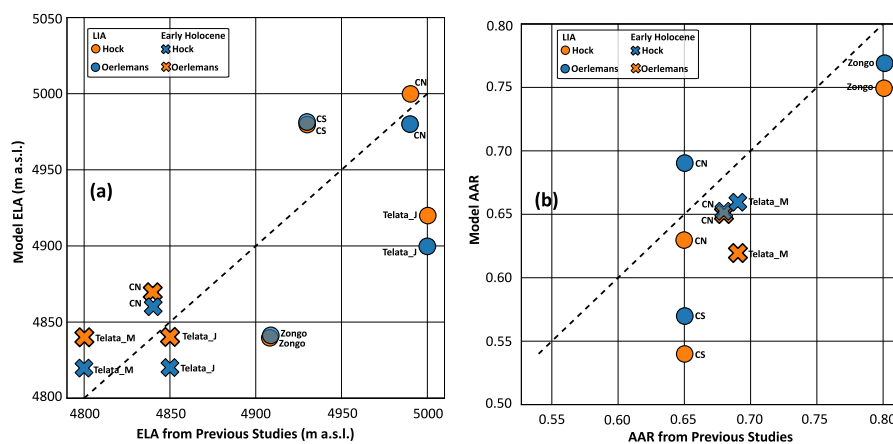 5050
5000
4950
4900
4850
4800
4800
4850
4900
4950
5000
Model ELA (m a.s.l.)
ELA from Previous Studies (m a.s.l.)
LIA Early Holocene
Hock Hock
Oerlemans Oerlemans
(a)
CN
CS
CS
CN
Telata_J
Telata_J
CN
CN
Zongo
Zongo
Telata_M
Telata_J
Telata_M
Telata_J
0.80
0.75
0.70
0.65
0.60
0.55
0.50
0.55
0.60
0.65
0.70
0.75
0.80
Model AAR
AAR from Previous Studies
LIA Early Holocene
Hock Hock
Oerlemans Oerlemans
(b)
Zongo
Zongo
CN
CN
Telata_M
CN
CN
Telata_M
CS
CS